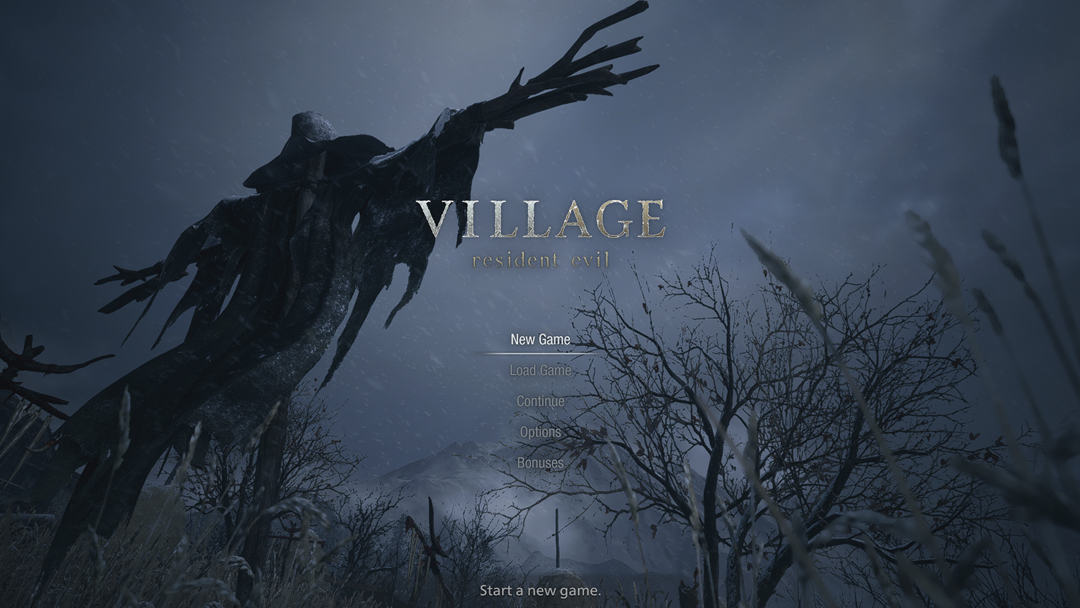 VILLAGE
resident evil
New Game
Load Game
Continue
Options
Bonuses
Start a new game.